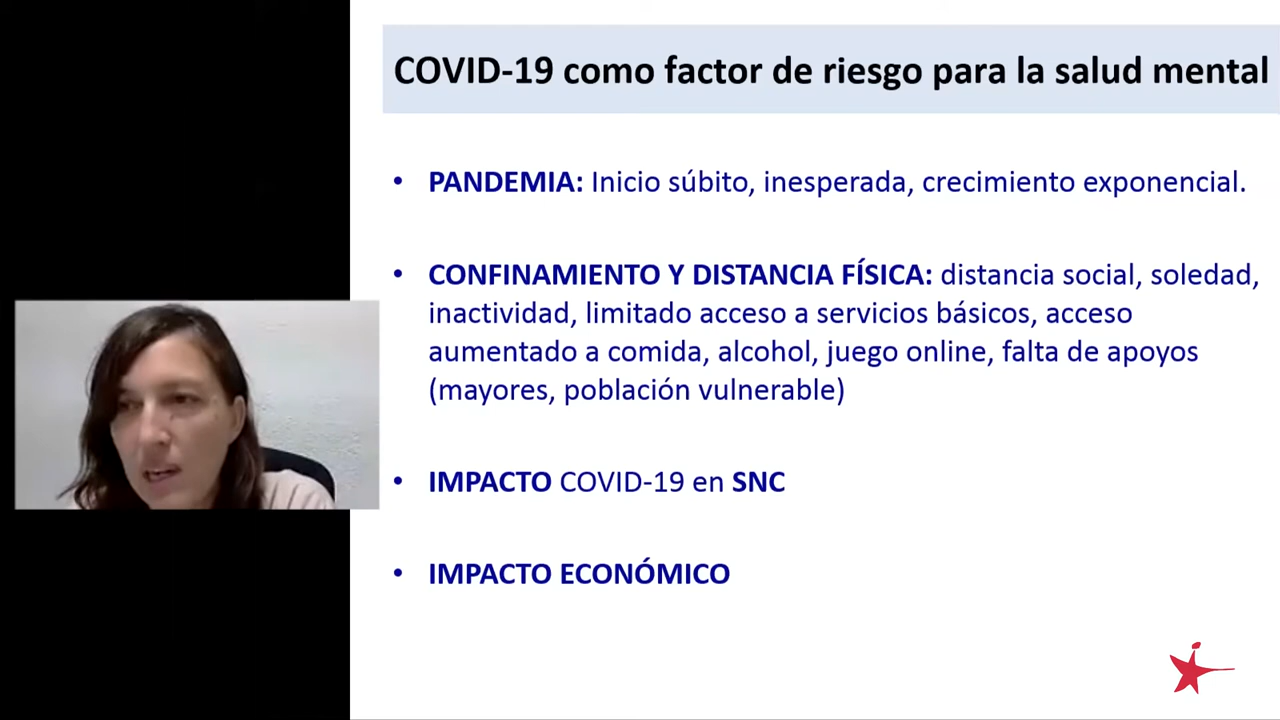 COVID-19 como factor de riesgo para la salud mental
• PANDEMIA: Inicio súbito, inesperada, crecimiento exponencial.
• CONFINAMIENTO Y DISTANCIA FÍSICA: distancia social, soledad,
inactividad, limitado acceso a servicios básicos, acceso
aumentado a comida, alcohol, juego online, falta de apoyos
(mayores, población vulnerable)
• IMPACTO COVID-19 en SNC
• IMPACTO ECONÓMICO